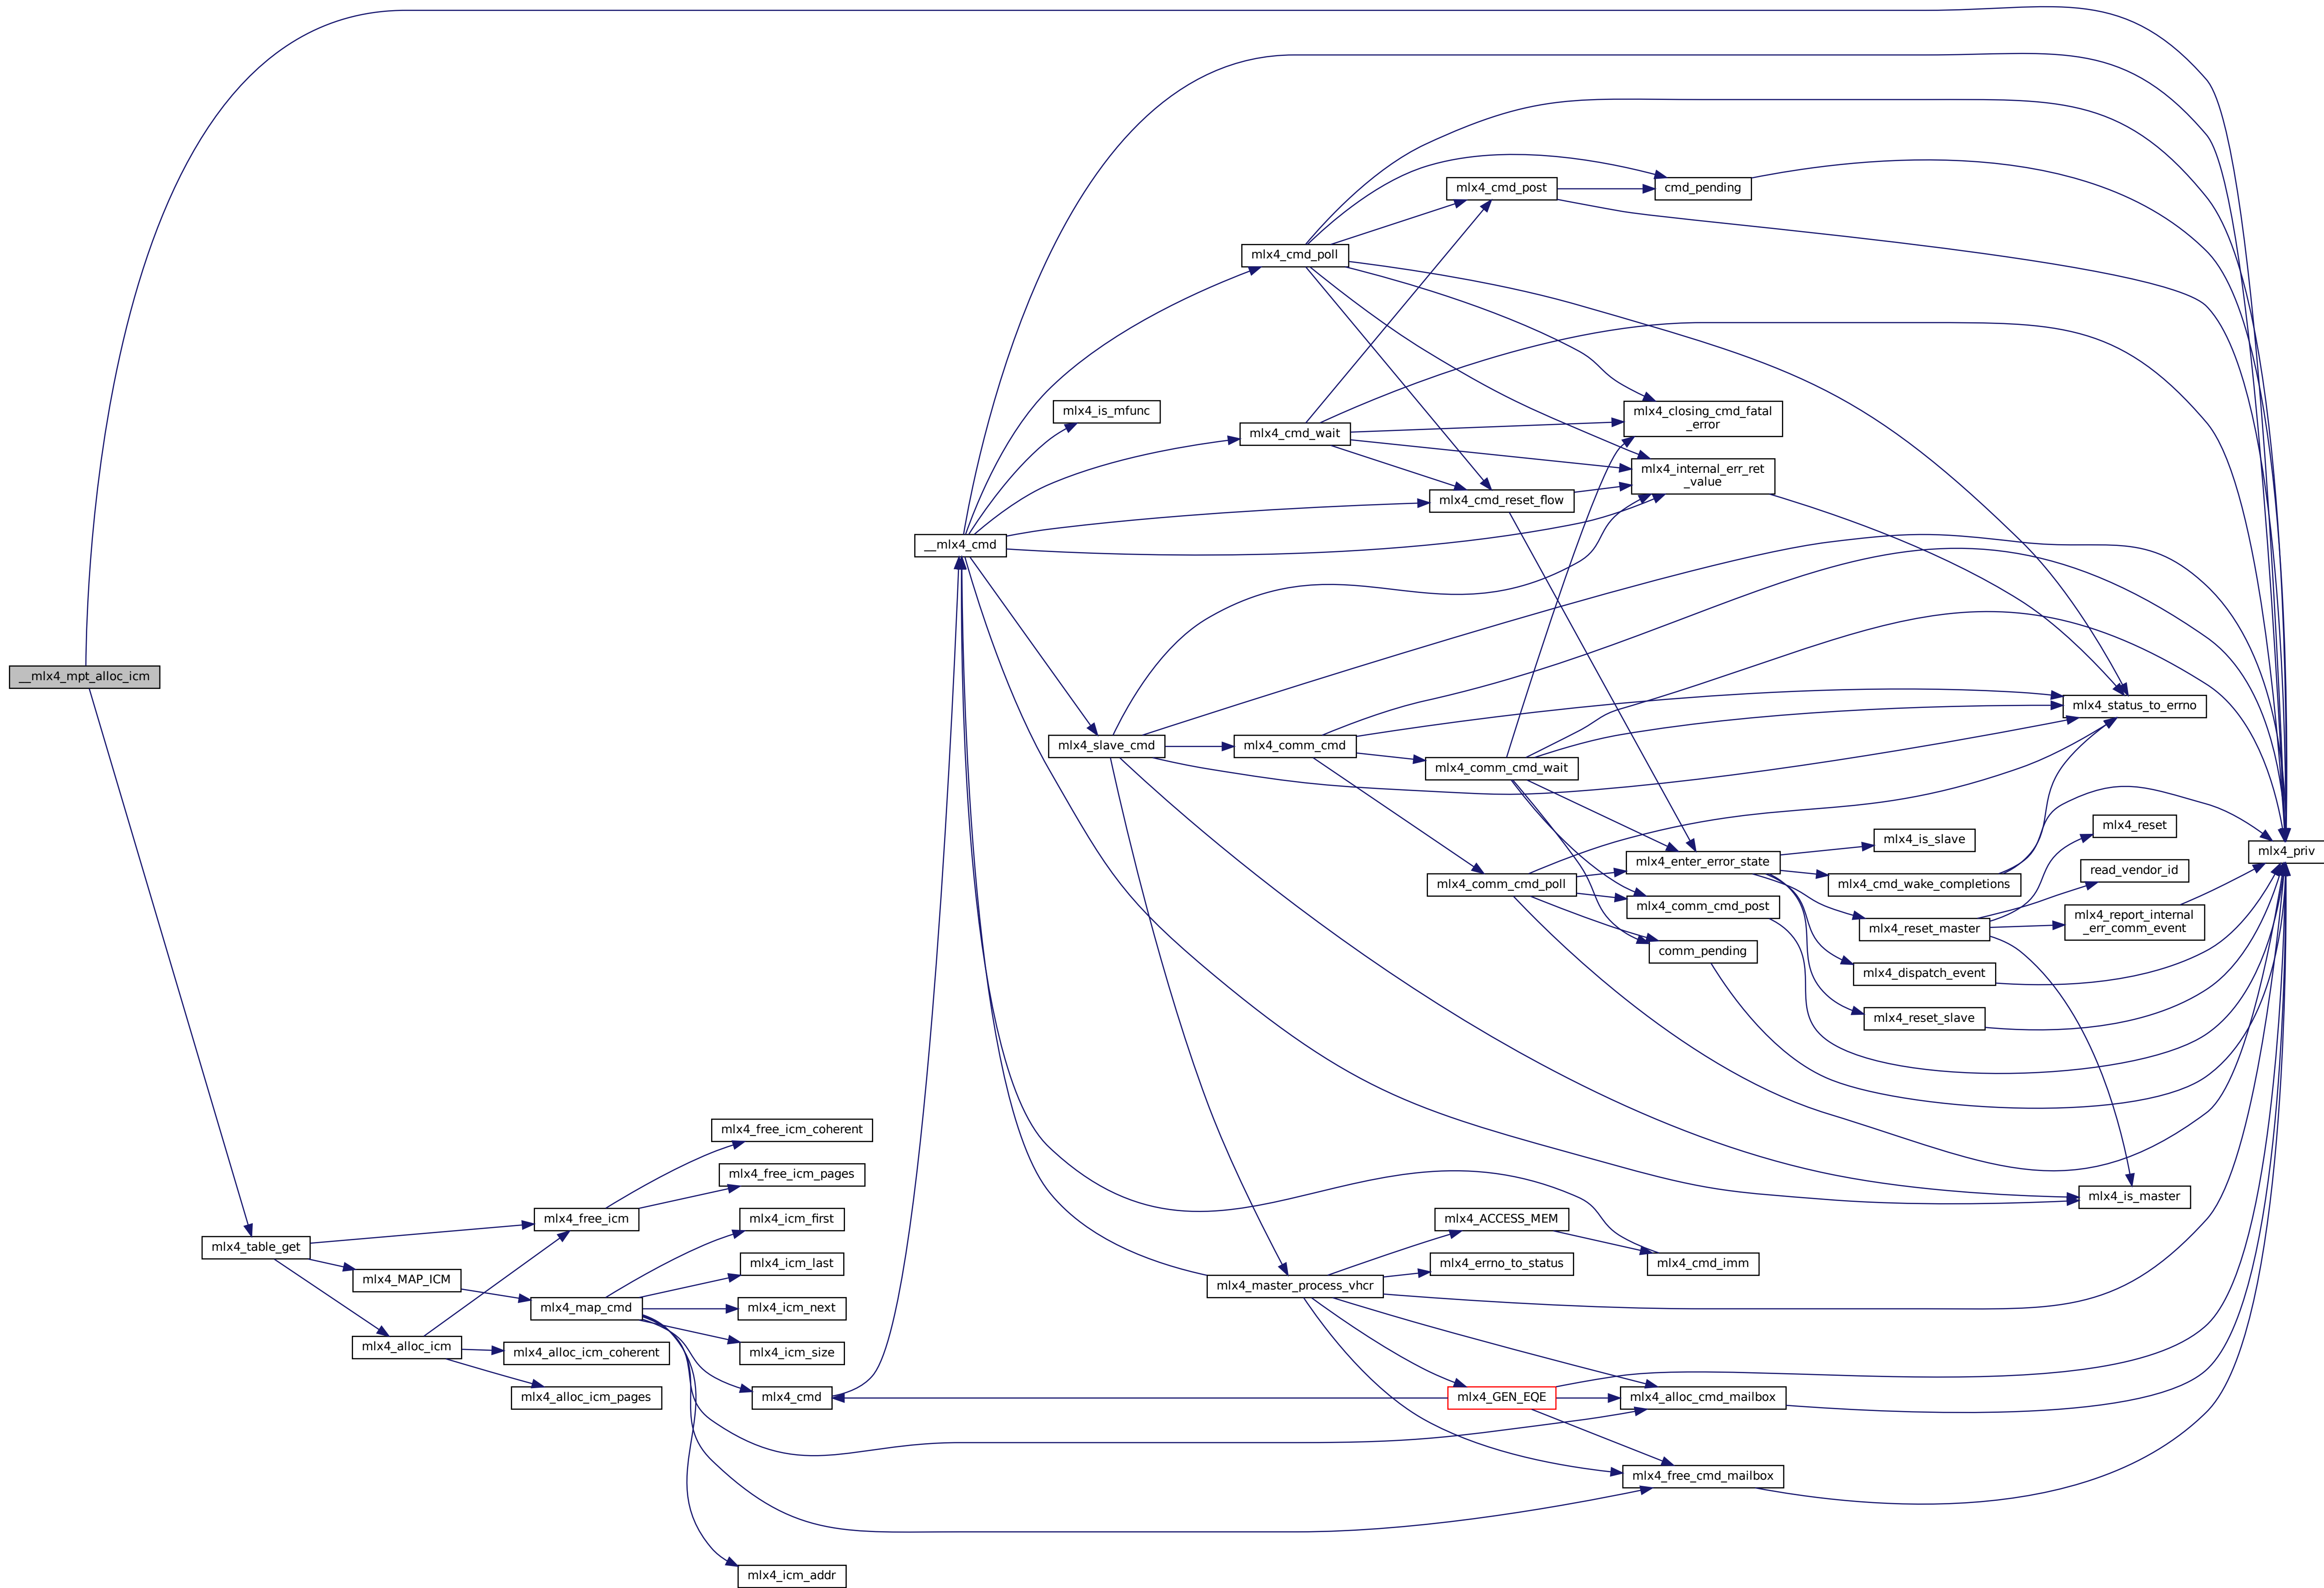 __mlx4_mpt_alloc_icm
mlx4_table_get
mlx4_free_icm
mlx4_MAP_ICM
mlx4_alloc_icm
mlx4_free_icm_coherent
mlx4_free_icm_pages
mlx4_map_cmd
mlx4_alloc_icm_coherent
mlx4_alloc_icm_pages
mlx4_icm_first
mlx4_icm_last
mlx4_icm_next
mlx4_icm_size
mlx4_cmd
mlx4_icm_addr
__mlx4_cmd
mlx4_is_mfunc
mlx4_slave_cmd
mlx4_cmd_poll
mlx4_cmd_wait
mlx4_comm_cmd
mlx4_master_process_vhcr
mlx4_cmd_post
mlx4_cmd_reset_flow
mlx4_comm_cmd_wait
mlx4_comm_cmd_poll
mlx4_ACCESS_MEM
mlx4_errno_to_status
mlx4_GEN_EQE
cmd_pending
mlx4_closing_cmd_fatal
_error
mlx4_internal_err_ret
_value
mlx4_enter_error_state
mlx4_comm_cmd_post
comm_pending
mlx4_cmd_imm
mlx4_alloc_cmd_mailbox
mlx4_free_cmd_mailbox
mlx4_is_slave
mlx4_cmd_wake_completions
mlx4_reset_master
mlx4_dispatch_event
mlx4_reset_slave
mlx4_status_to_errno
mlx4_reset
read_vendor_id
mlx4_report_internal
_err_comm_event
mlx4_is_master
mlx4_priv